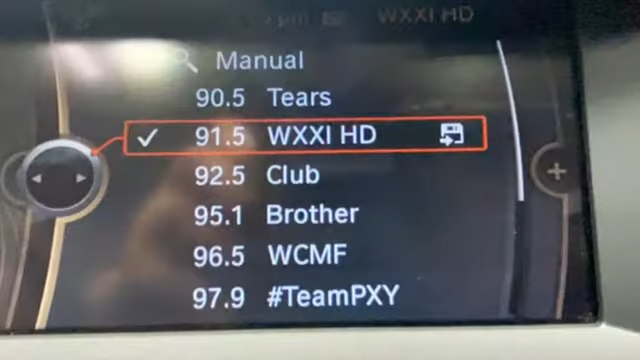 WXXI HD
Manual
90.5 Tears
91.5 WXXI HD
92.5 Club
95.1 Brother
96.5 WCMF
97.9 #TeamPXY